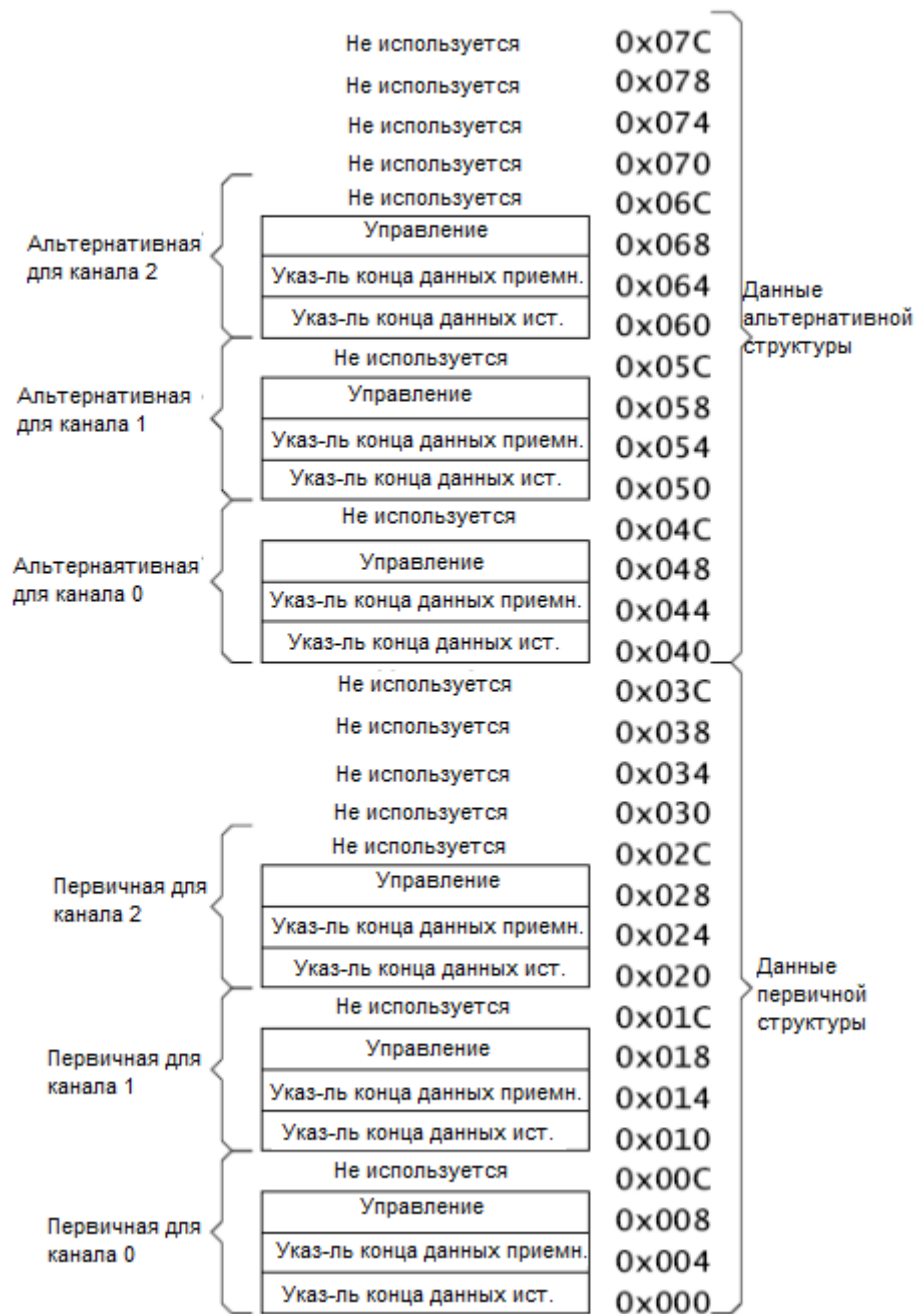 Не используется 0x07C
Не используется 0x078
Не используется 0x074
Не используется 0x070
Не используется 0x06C
Управление 0x068
Указ-ль конца данных приемн. 0x064
Указ-ль конца данных ист. 0x060
Альтернативная
для канала 2
Данные
альтернативной
структуры
Не используется 0x05C
Управление 0x058
Указ-ль конца данных приемн. 0x054
Указ-ль конца данных ист. 0x050
Альтернативная
для канала 1
Не используется 0x04C
Управление 0x048
Указ-ль конца данных приемн. 0x044
Указ-ль конца данных ист. 0x040
Альтернаятивная
для канала 0
Не используется 0x03C
Не используется 0x038
Не используется 0x034
Не используется 0x030
Не используется 0x02C
Управление 0x028
Указ-ль конца данных приемн. 0x024
Указ-ль конца данных ист. 0x020
Первичная для
канала 2
Данные
первичной
структуры
Не используется 0x01C
Управление 0x018
Указ-ль конца данных приемн. 0x014
Указ-ль конца данных ист. 0x010
Первичная для
канала 1
Не используется 0x00C
Управление 0x008
Указ-ль конца данных приемн. 0x004
Указ-ль конца данных ист. 0x000
Первичная для
канала 0